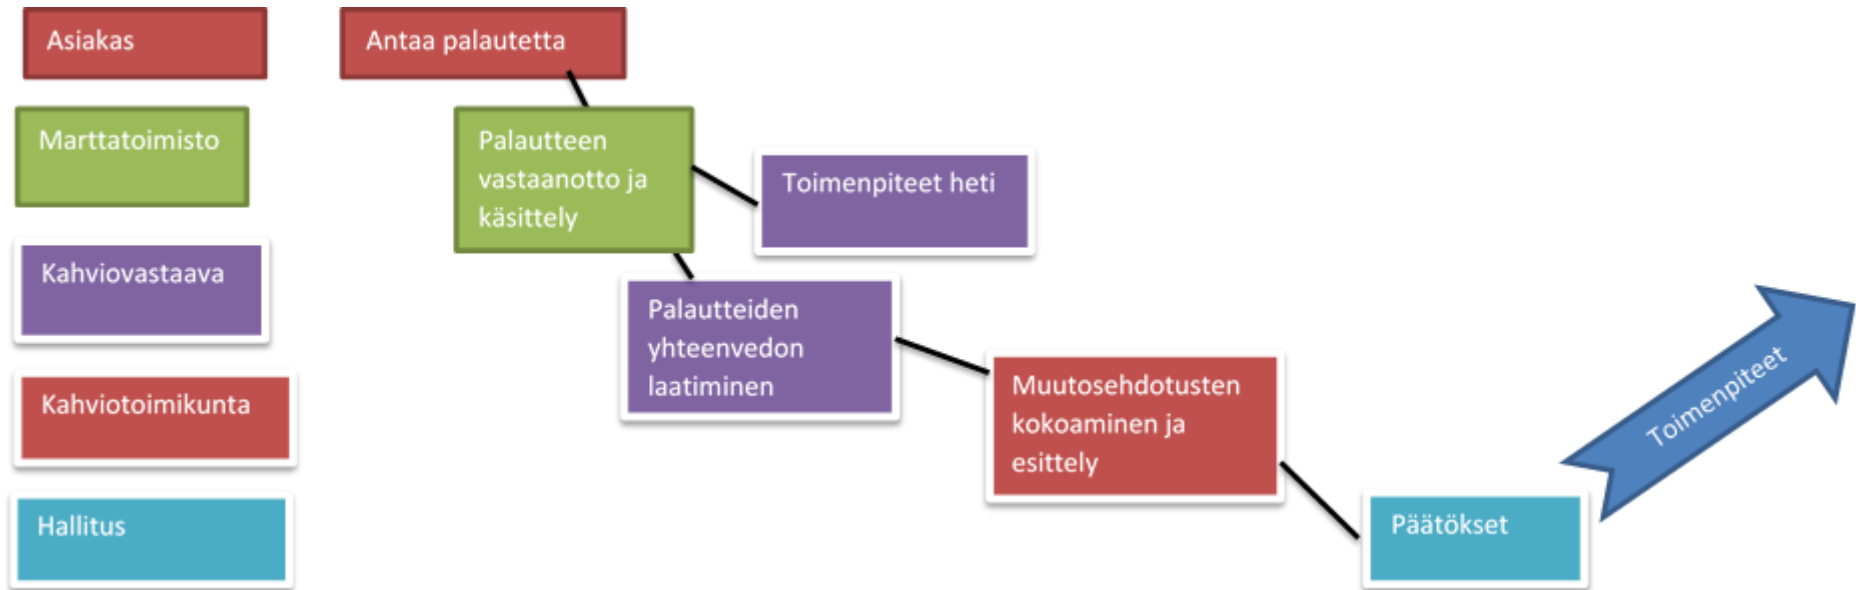 Asiakas
Antaa palautetta
Marttatoimisto
Palautteen
vastaanotto ja
käsittely
Toimenpiteet heti
Kahviovastaava
Palautteiden
yhteenvedon
laatiminen
Kahviotoimikunta
Muutosehdotusten
kokoaminen ja
esittely
Toimenpiteet
Hallitus
Päätökset